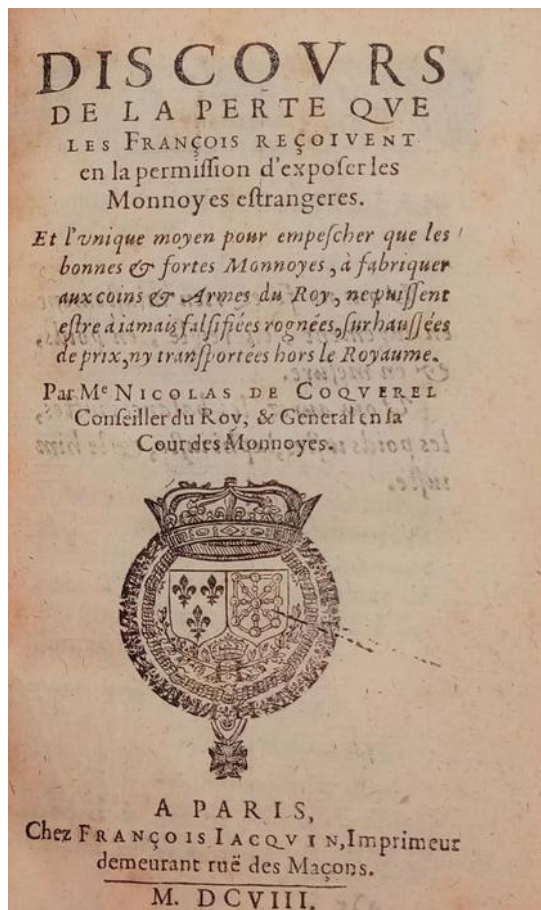 DISCOVRS
DE LA PERTE QVE
LES FRANÇOIS REÇOIVENT
en la permiſſion d'expoſer les
Monnoyes eſtrangeres.
Et l'vnique moyen pour empeſcher que les
bonnes & fortes Monnoyes, à fabriquer
aux coins & Armes du Roy, ne puiſſent
eſtre à iamais falſifiées rognées, ſurhauſſées
de prix, ny tranſportées hors le Royaume.
Par Me NICOLAS DE COQVEREL
Conſeiller du Roy, & General en ſa
Cour des Monnoyes.
A PARIS,
Chez FRANÇOIS IACQVIN, Imprimeur
demeurant ruë des Maçons.
M. DCVIII.